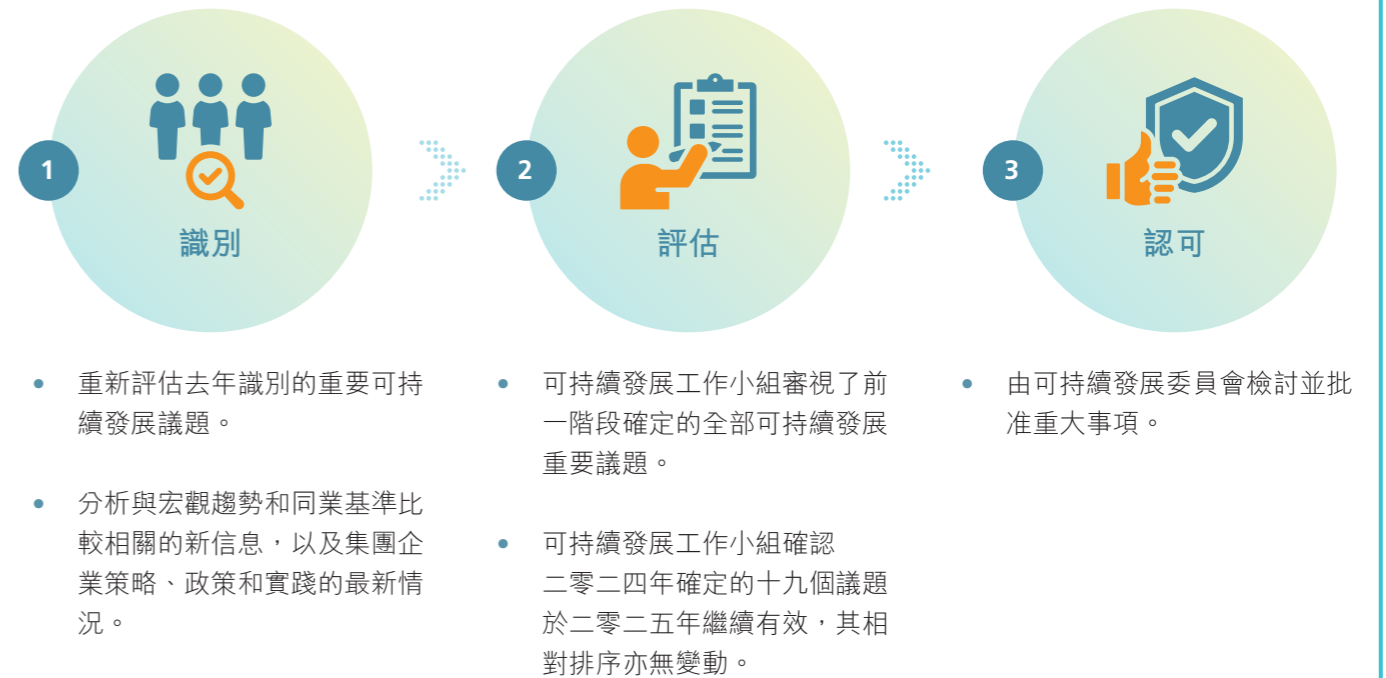 1
識別
重新評估去年識別的重要可持
續發展議題。
分析與宏觀趨勢和同業基準比
較相關的新信息，以及集團企
業策略、政策和實踐的最新情
況。
2
評估
可持續發展工作小組審視了前
一階段確定的全部可持續發展
重要議題。
可持續發展工作小組確認
二零二四年確定的十九個議題
於二零二五年繼續有效，其相
對排序亦無變動。
3
認可
由可持續發展委員會檢討並批
准重大事項。